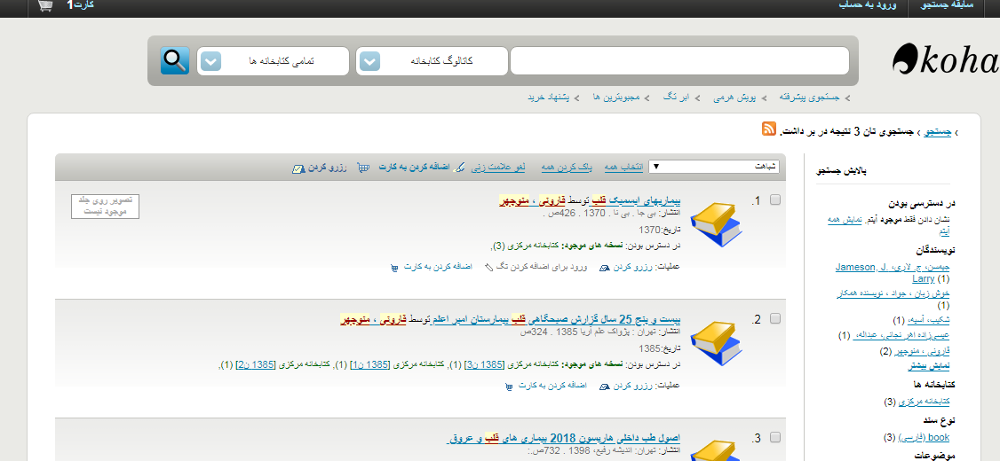 سابقه جستجو
ورود به حساب
کارت1
koha
کاتالوگ کتابخانه
تمامی کتابخانه ها
جستجوی پیشرفته
پویش هرمی
ابر تگ
محبوبترین ها
پیشنهاد خرید
› جستجو › جستجوی تان 3 نتیجه در بر داشت.
پالایش جستجو
در دسترسی بودن
نشان دادن فقط موجود آیتم. نمایش همه
آیتم
نویسندگان
جیمسن، ج. لاری، Jameson, J.
Larry (1)
خوش زبان ، جواد ، نویسنده همکار
(1)
شکیب، آسیه، (1)
عیسی‌زاده اهر نجانی، عبداله، (1)
قارونی ، منوچهر (2)
نمایش بیشتر
کتابخانه ها
کتابخانه مرکزی (3)
نوع سند
book (فارسی) (3)
موضوعات
شباهت
انتخاب همه
پاک کردن همه
لغو علامت زنی
اضافه کردن به کارت
رزرو کردن
1. بیماریهای ایسمیک قلب توسط قارونی ، منوچهر
انتشار: بی جا . بی نا . 1370 . 426ص .
تاریخ:1370
در دسترس بودن: نسخه های موجود: کتابخانه مرکزی (3),
عملیات: رزرو کردن ورود برای اضافه کردن تگ اضافه کردن به کارت
تصویر روی جلد
موجود نیست
2. بیست و پنج 25 سال گزارش صبحگاهی قلب بیمارستان امیر اعلم توسط قارونی ، منوچهر
انتشار: تهران : پژواک علم آریا 1385 . 324ص
تاریخ:1385
در دسترس بودن: نسخه های موجود: کتابخانه مرکزی [1385 ن3] (1), کتابخانه مرکزی [1385 ن1] (1), کتابخانه مرکزی [1385 ن2] (1),
عملیات: رزرو کردن اضافه کردن به کارت
3. اصول طب داخلی هاریسون 2018 بیماری های قلب و عروق
انتشار: تهران: اندیشه رفیع، 1398 . 732ص.: